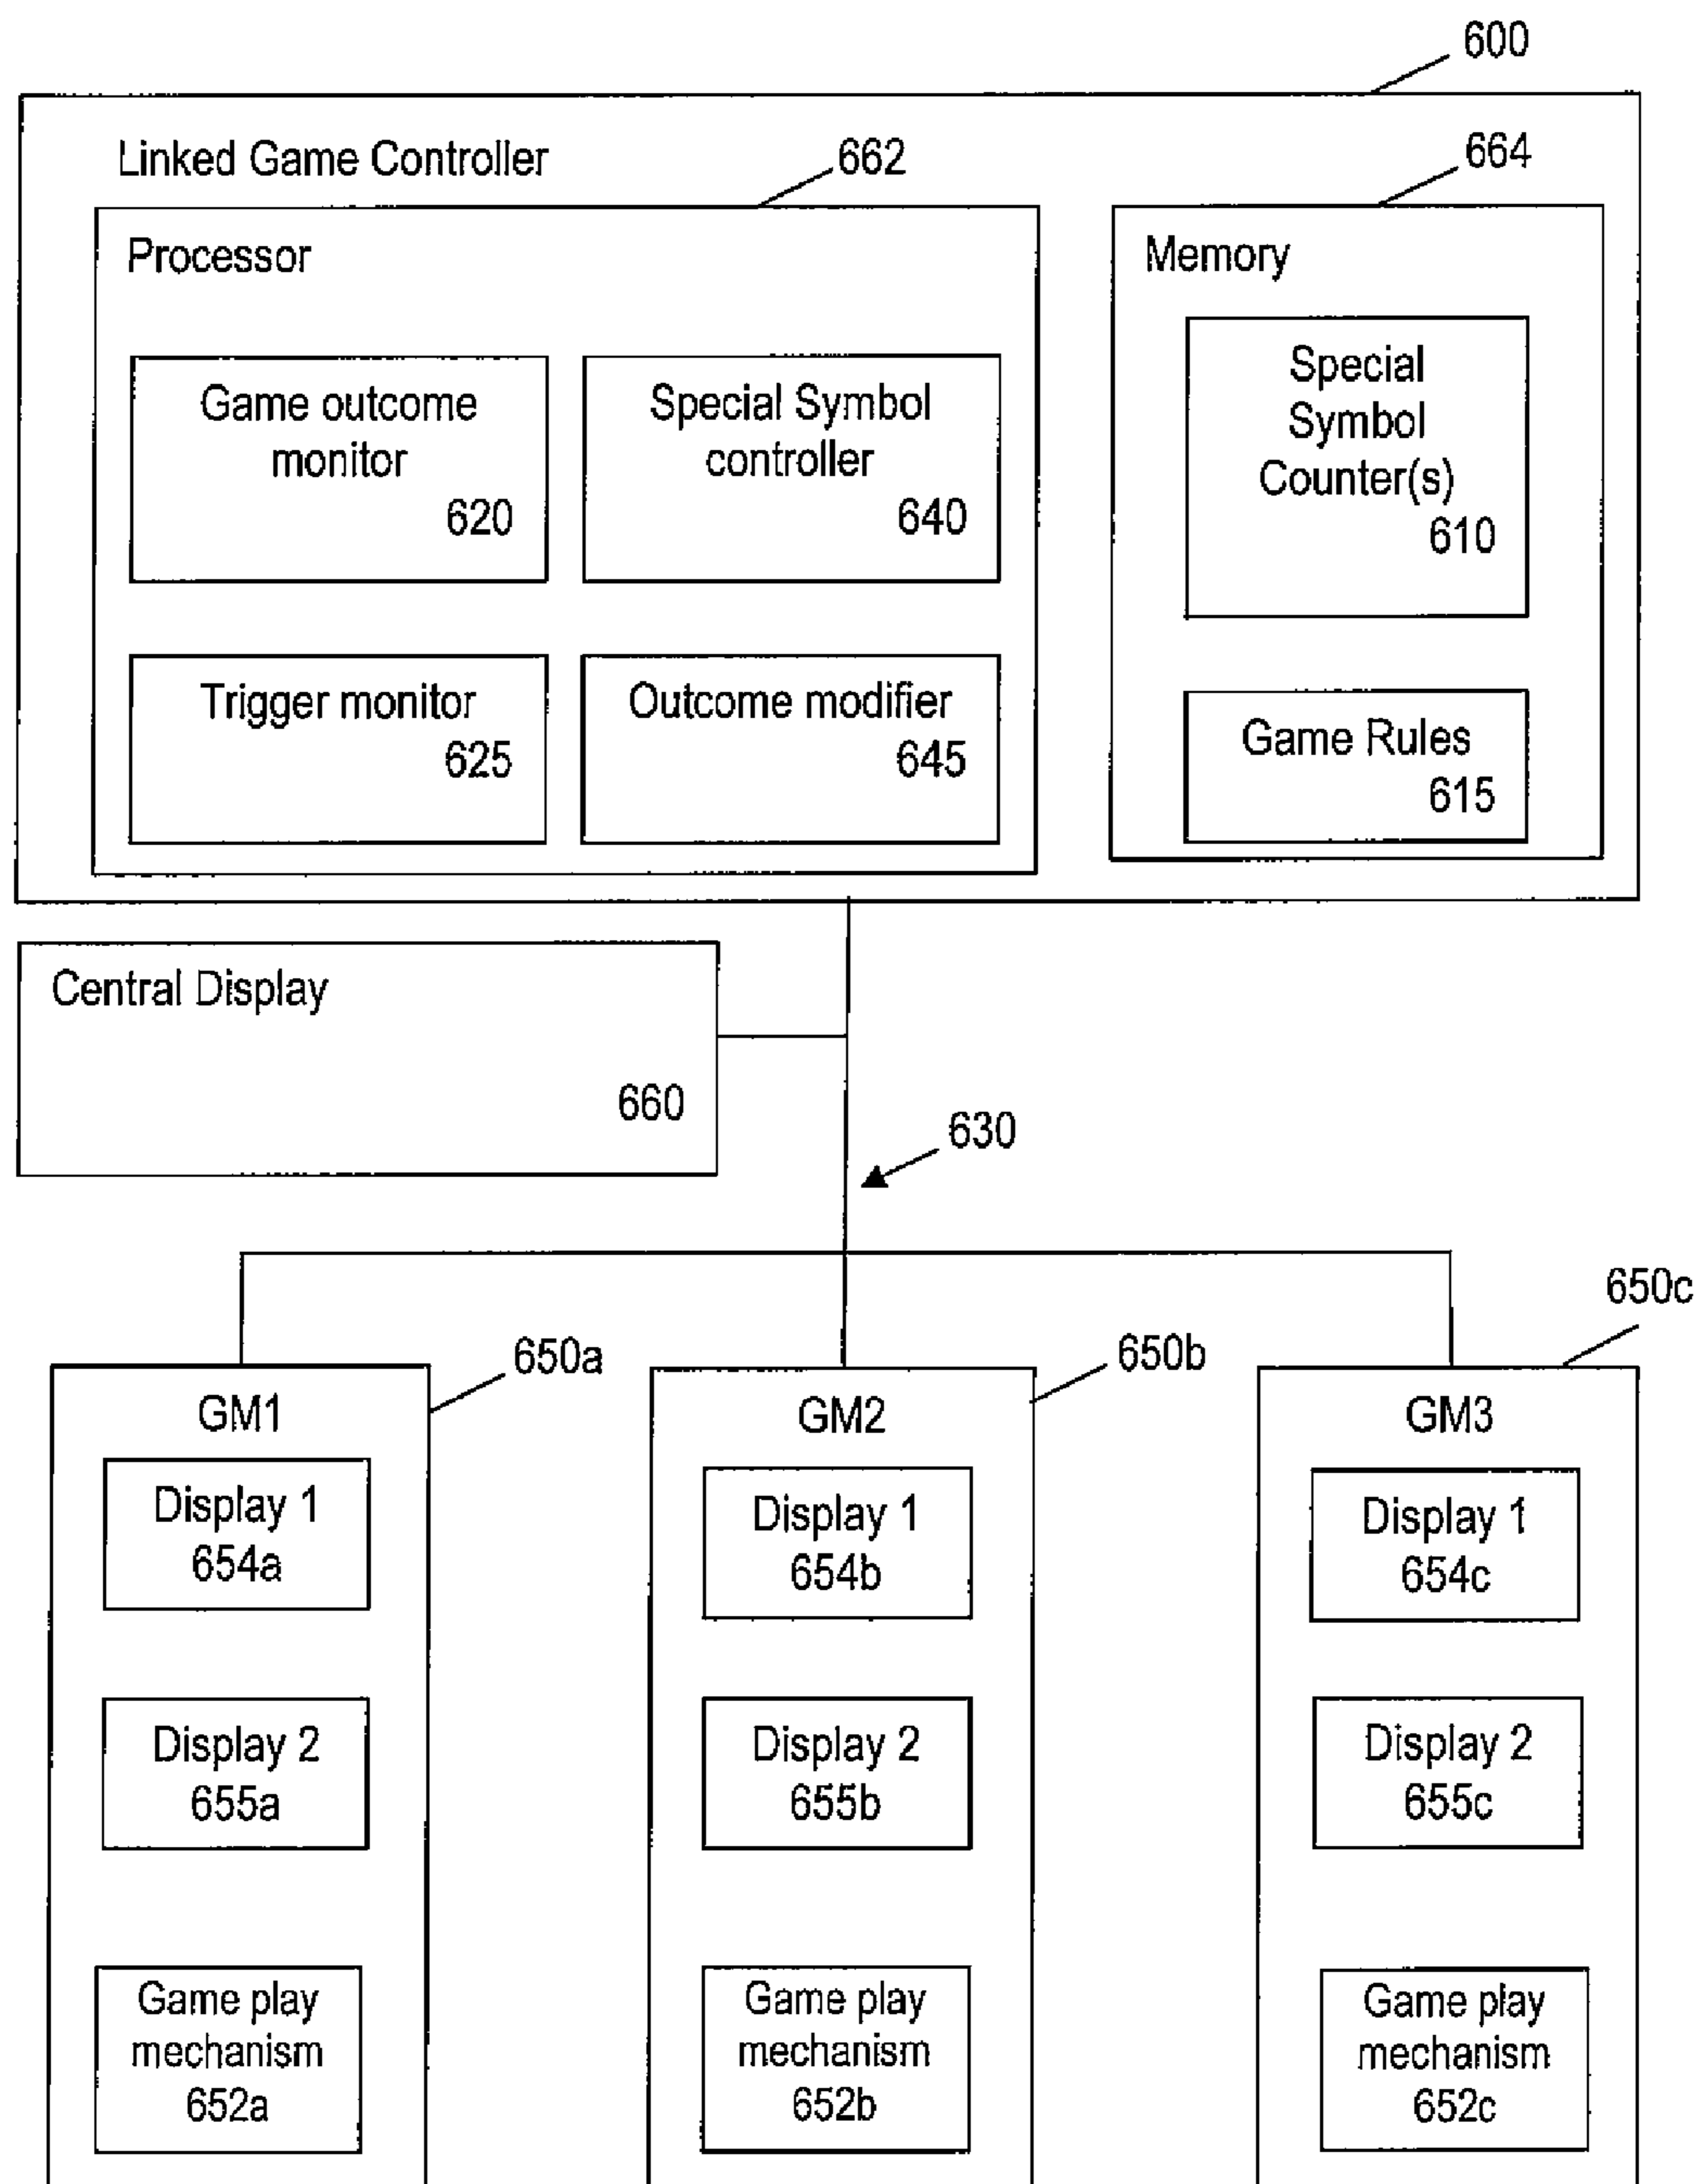 600
Linked Game Controller
662
664
Processor
Memory
Game outcome
monitor
620
Special Symbol
controller
640
Special
Symbol
Counter(s)
610
Trigger monitor
625
Outcome modifier
645
Game Rules
615
Central Display
660
630
650a
650b
650c
GM1
Display 1
654a
Display 2
655a
Game play
mechanism
652a
GM2
Display 1
654b
Display 2
655b
Game play
mechanism
652b
GM3
Display 1
654c
Display 2
655c
Game play
mechanism
652c